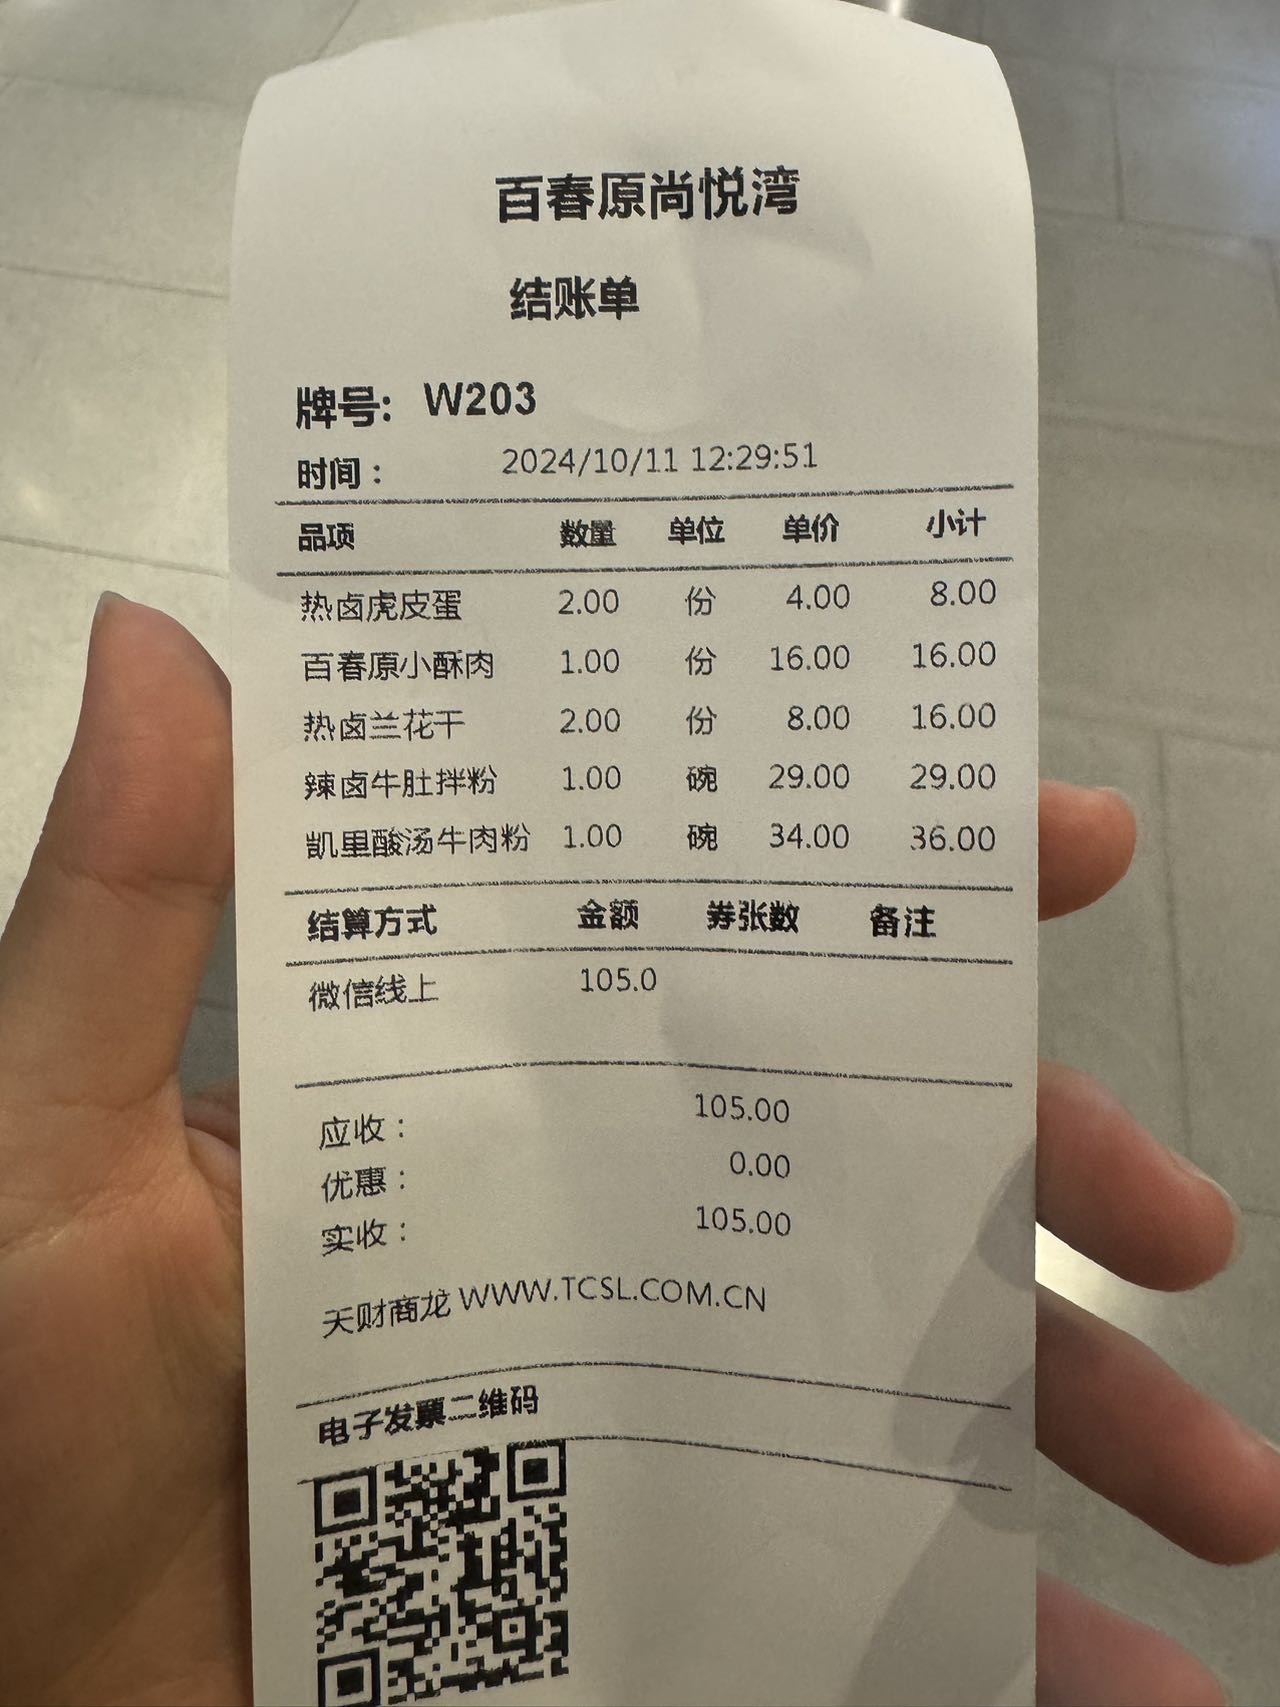 百春原尚悦湾
结账单
牌号: W203
时间： 2024/10/11 12:29:51
品项 数量 单位 单价 小计
热卤虎皮蛋 2.00 份 4.00 8.00
百春原小酥肉 1.00 份 16.00 16.00
热卤兰花干 2.00 份 8.00 16.00
辣卤牛肚拌粉 1.00 碗 29.00 29.00
凯里酸汤牛肉粉 1.00 碗 34.00 36.00
结算方式 金额 券张数 备注
微信线上 105.0
应收： 105.00
优惠： 0.00
实收： 105.00
天财商龙 WWW.TCSL.COM.CN
电子发票二维码